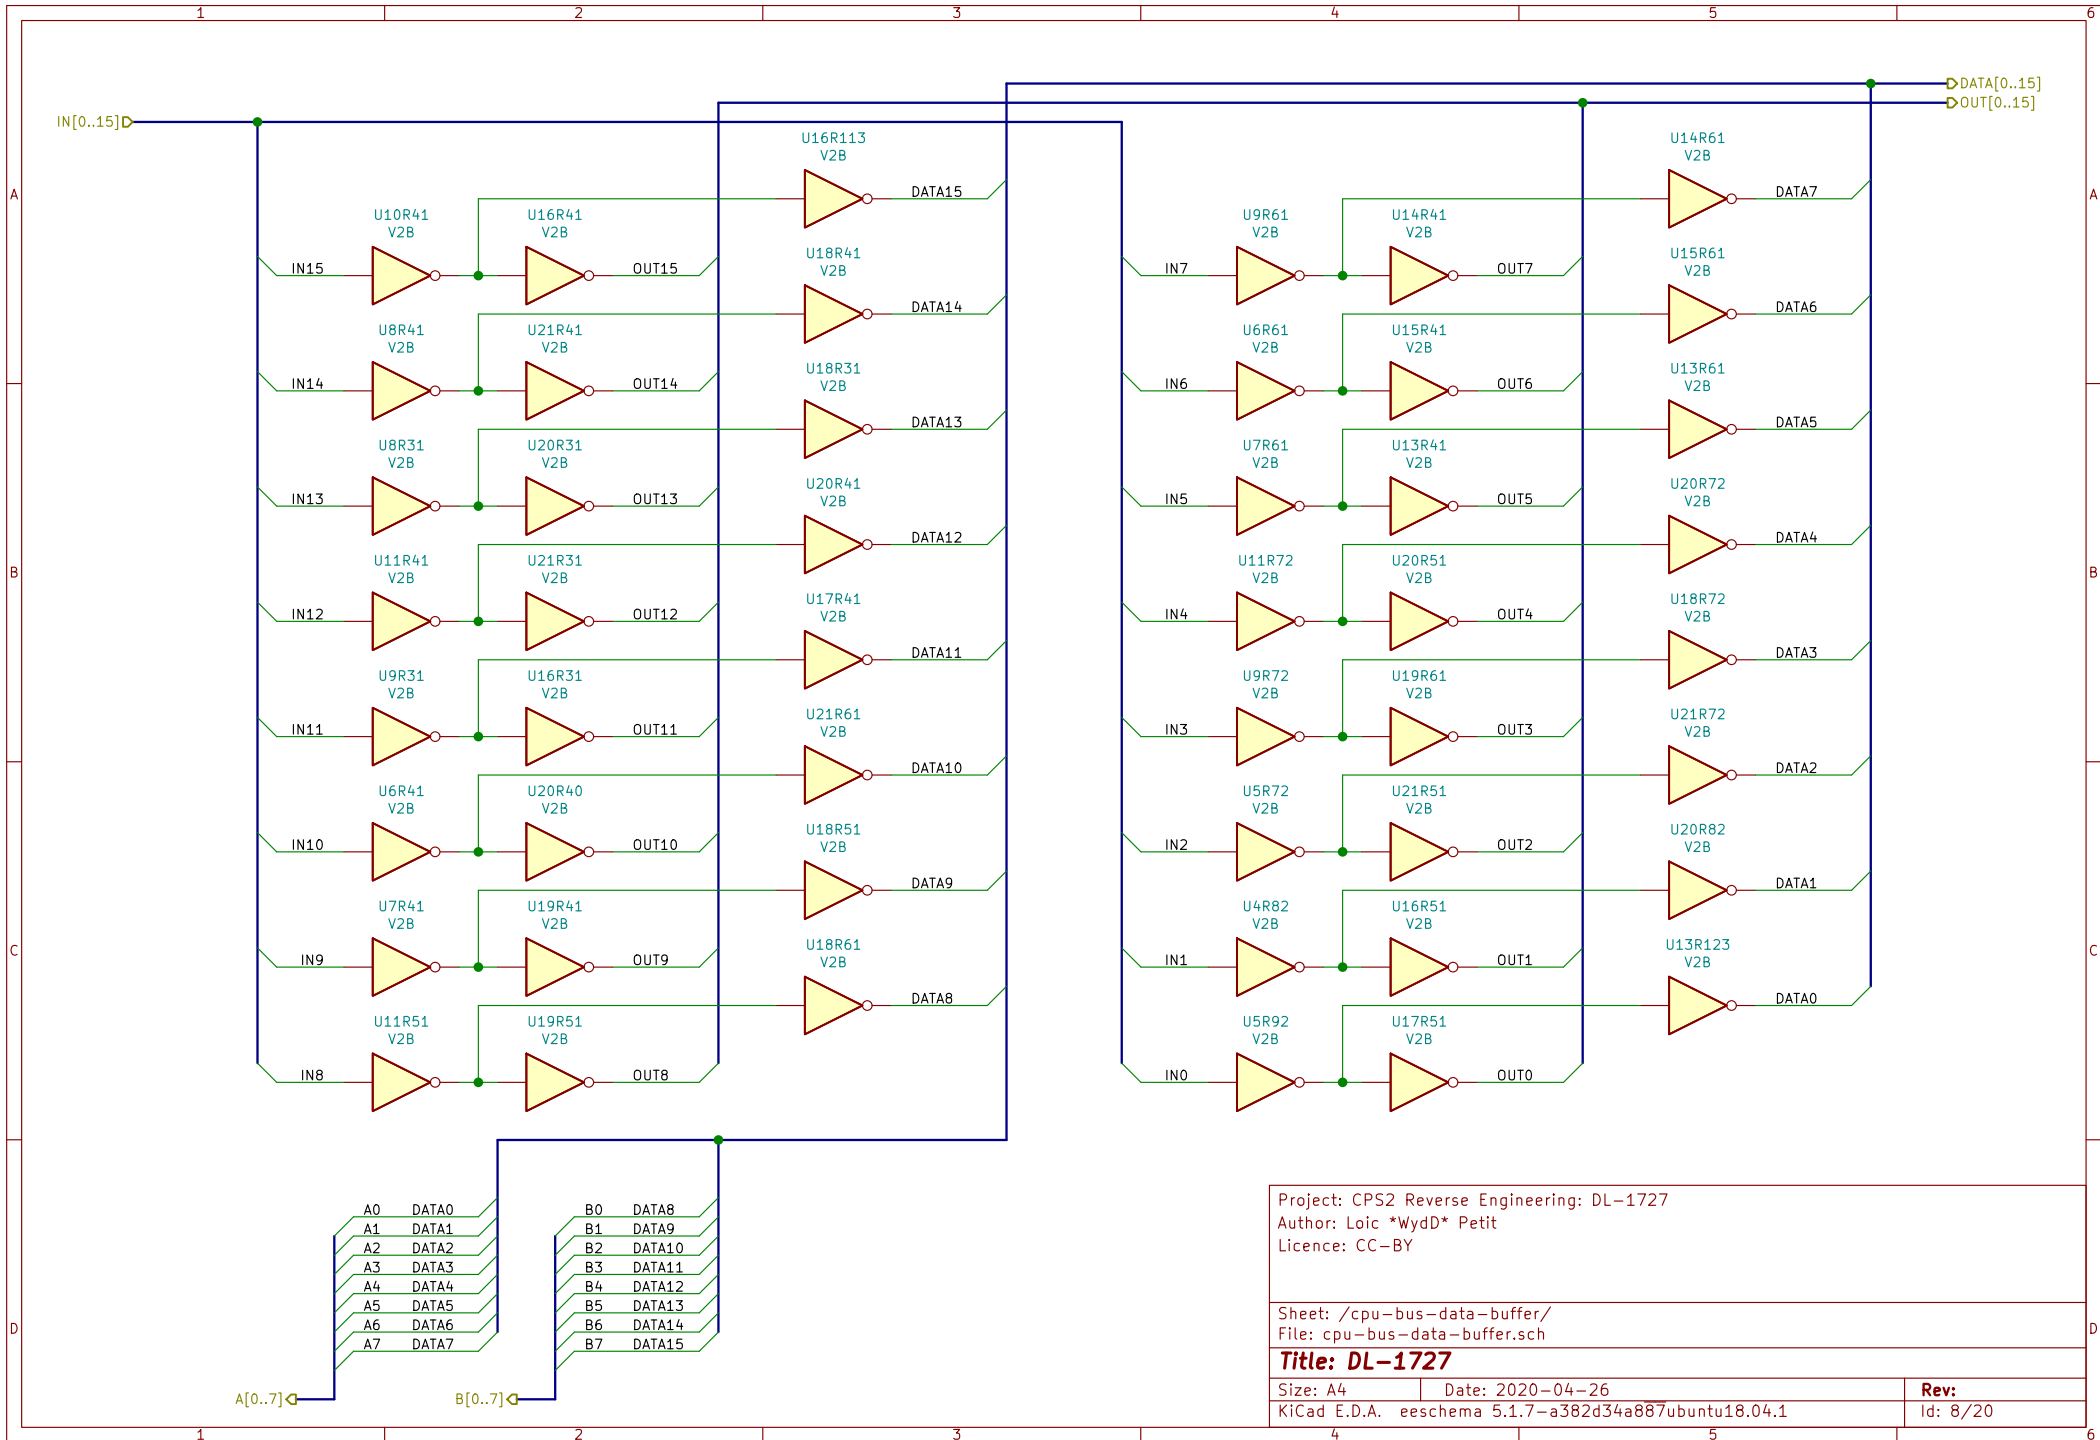 1 2 3 4 5 6
DATA[0..15]
OUT[0..15]
IN[0..15]
A A
U16R113
V2B
DATA15
U14R61
V2B
DATA7
U10R41
V2B
IN15
U16R41
V2B
OUT15
U9R61
V2B
IN7
U14R41
V2B
OUT7
U18R41
V2B
DATA14
U15R61
V2B
DATA6
U8R41
V2B
IN14
U21R41
V2B
OUT14
U6R61
V2B
IN6
U15R41
V2B
OUT6
U18R31
V2B
DATA13
U13R61
V2B
DATA5
U8R31
V2B
IN13
U20R31
V2B
OUT13
U7R61
V2B
IN5
U13R41
V2B
OUT5
U20R41
V2B
DATA12
U20R72
V2B
DATA4
B B
U11R41
V2B
IN12
U21R31
V2B
OUT12
U11R72
V2B
IN4
U20R51
V2B
OUT4
U17R41
V2B
DATA11
U18R72
V2B
DATA3
U9R31
V2B
IN11
U16R31
V2B
OUT11
U9R72
V2B
IN3
U19R61
V2B
OUT3
U21R61
V2B
DATA10
U21R72
V2B
DATA2
U6R41
V2B
IN10
U20R40
V2B
OUT10
U5R72
V2B
IN2
U21R51
V2B
OUT2
U18R51
V2B
DATA9
U20R82
V2B
DATA1
U7R41
V2B
IN9
U19R41
V2B
OUT9
U4R82
V2B
IN1
U16R51
V2B
OUT1
C C
U18R61
V2B
DATA8
U13R123
V2B
DATA0
U11R51
V2B
IN8
U19R51
V2B
OUT8
U5R92
V2B
IN0
U17R51
V2B
OUT0
A0 DATA0 B0 DATA8
A1 DATA1 B1 DATA9
A2 DATA2 B2 DATA10
A3 DATA3 B3 DATA11
A4 DATA4 B4 DATA12
A5 DATA5 B5 DATA13
A6 DATA6 B6 DATA14
A7 DATA7 B7 DATA15
A[0..7] B[0..7]
D D
Project: CPS2 Reverse Engineering: DL-1727
Author: Loic *WydD* Petit
Licence: CC-BY
Sheet: /cpu-bus-data-buffer/
File: cpu-bus-data-buffer.sch
Title: DL-1727
Size: A4 Date: 2020-04-26 Rev:
KiCad E.D.A. eeschema 5.1.7-a382d34a887ubuntu18.04.1 Id: 8/20
1 2 3 4 5 6